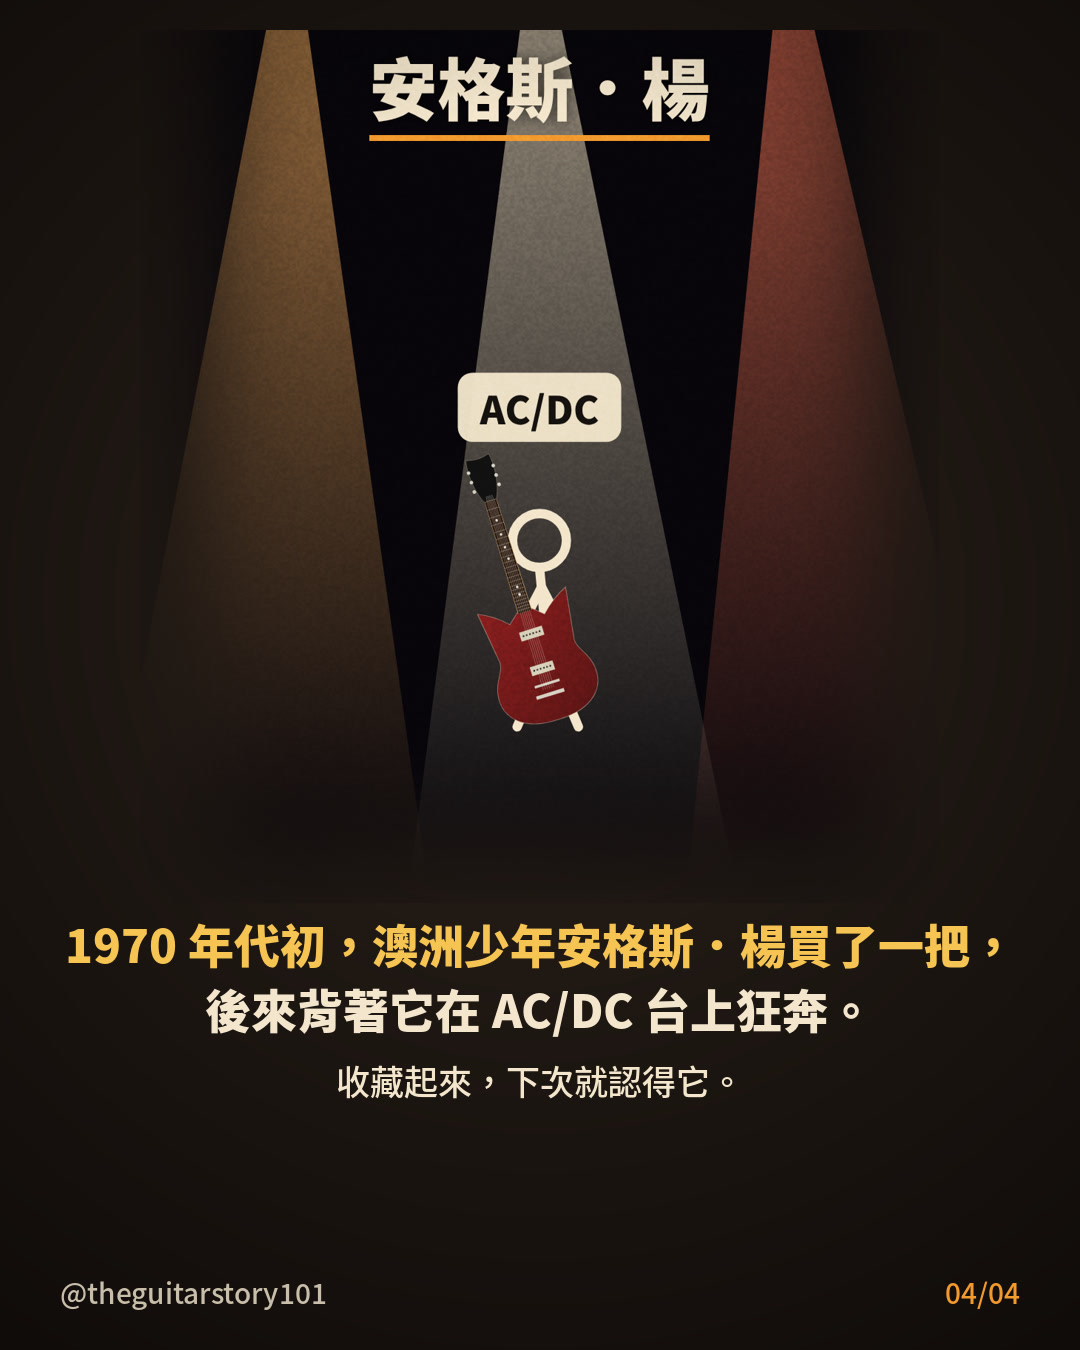 安格斯・楊
AC/DC
1970 年代初，澳洲少年安格斯・楊買了一把，
後來背著它在 AC/DC 台上狂奔。
收藏起來，下次就認得它。
@theguitarstory101
04/04